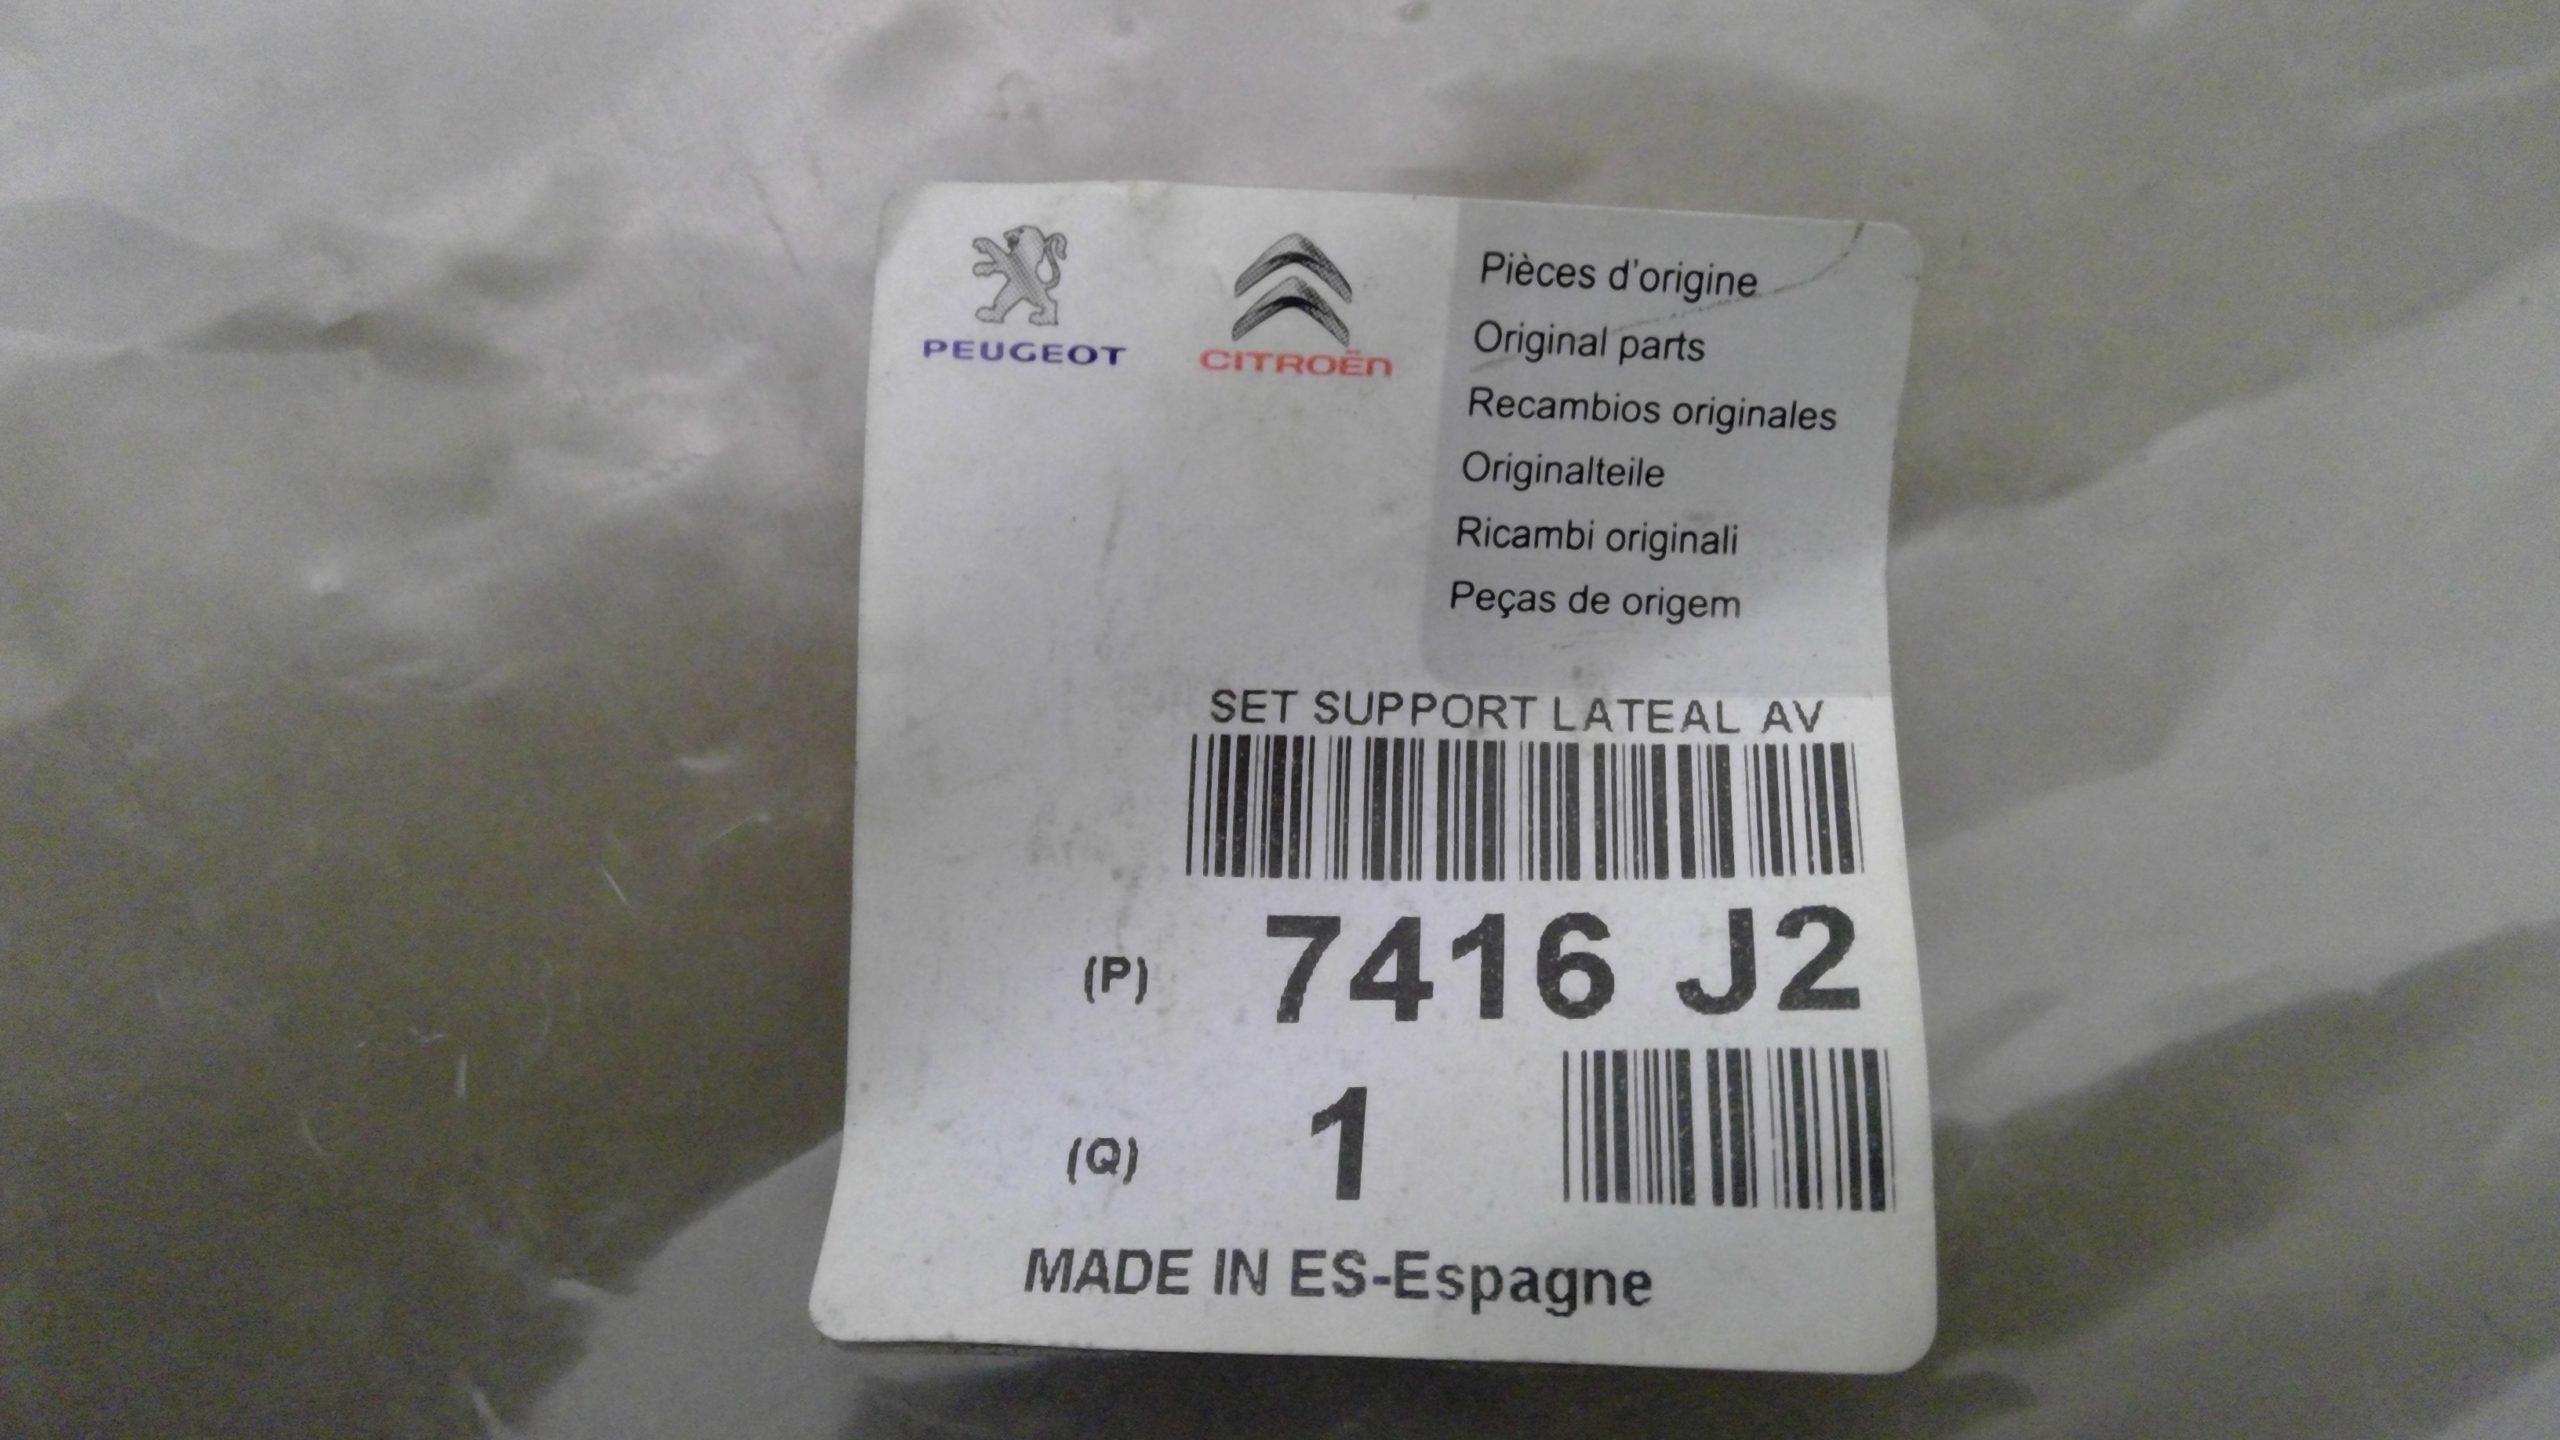 PEUGEOT
CITROËN
Pièces d'origine
Original parts
Recambios originales
Originalteile
Ricambi originali
Peças de origem
SET SUPPORT LATEAL AV
(P) 7416 J2
(Q) 1
MADE IN ES-Espagne